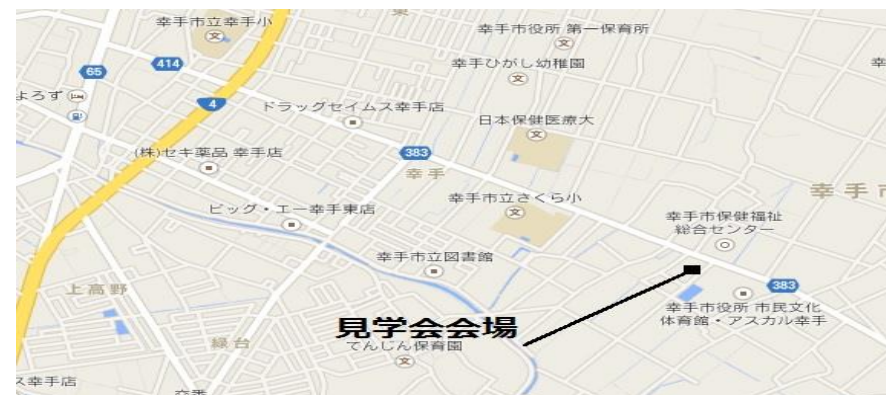 東
幸手市立幸手小
幸手市役所 第一保育所
414
幸手ひがし幼稚園
幸
65
よろず
4
ドラッグセイムス幸手店
日本保健医療大
(株)セキ薬品 幸手店
383
幸手
幸手市立さくら小
幸手市
ビッグ・エー幸手東店
幸手市保健福祉
総合センター
幸手市立図書館
383
上高野
幸手市役所 市民文化
体育館・アスカル幸手
見学会会場
緑台
てんじん保育園
ス幸手店
交番